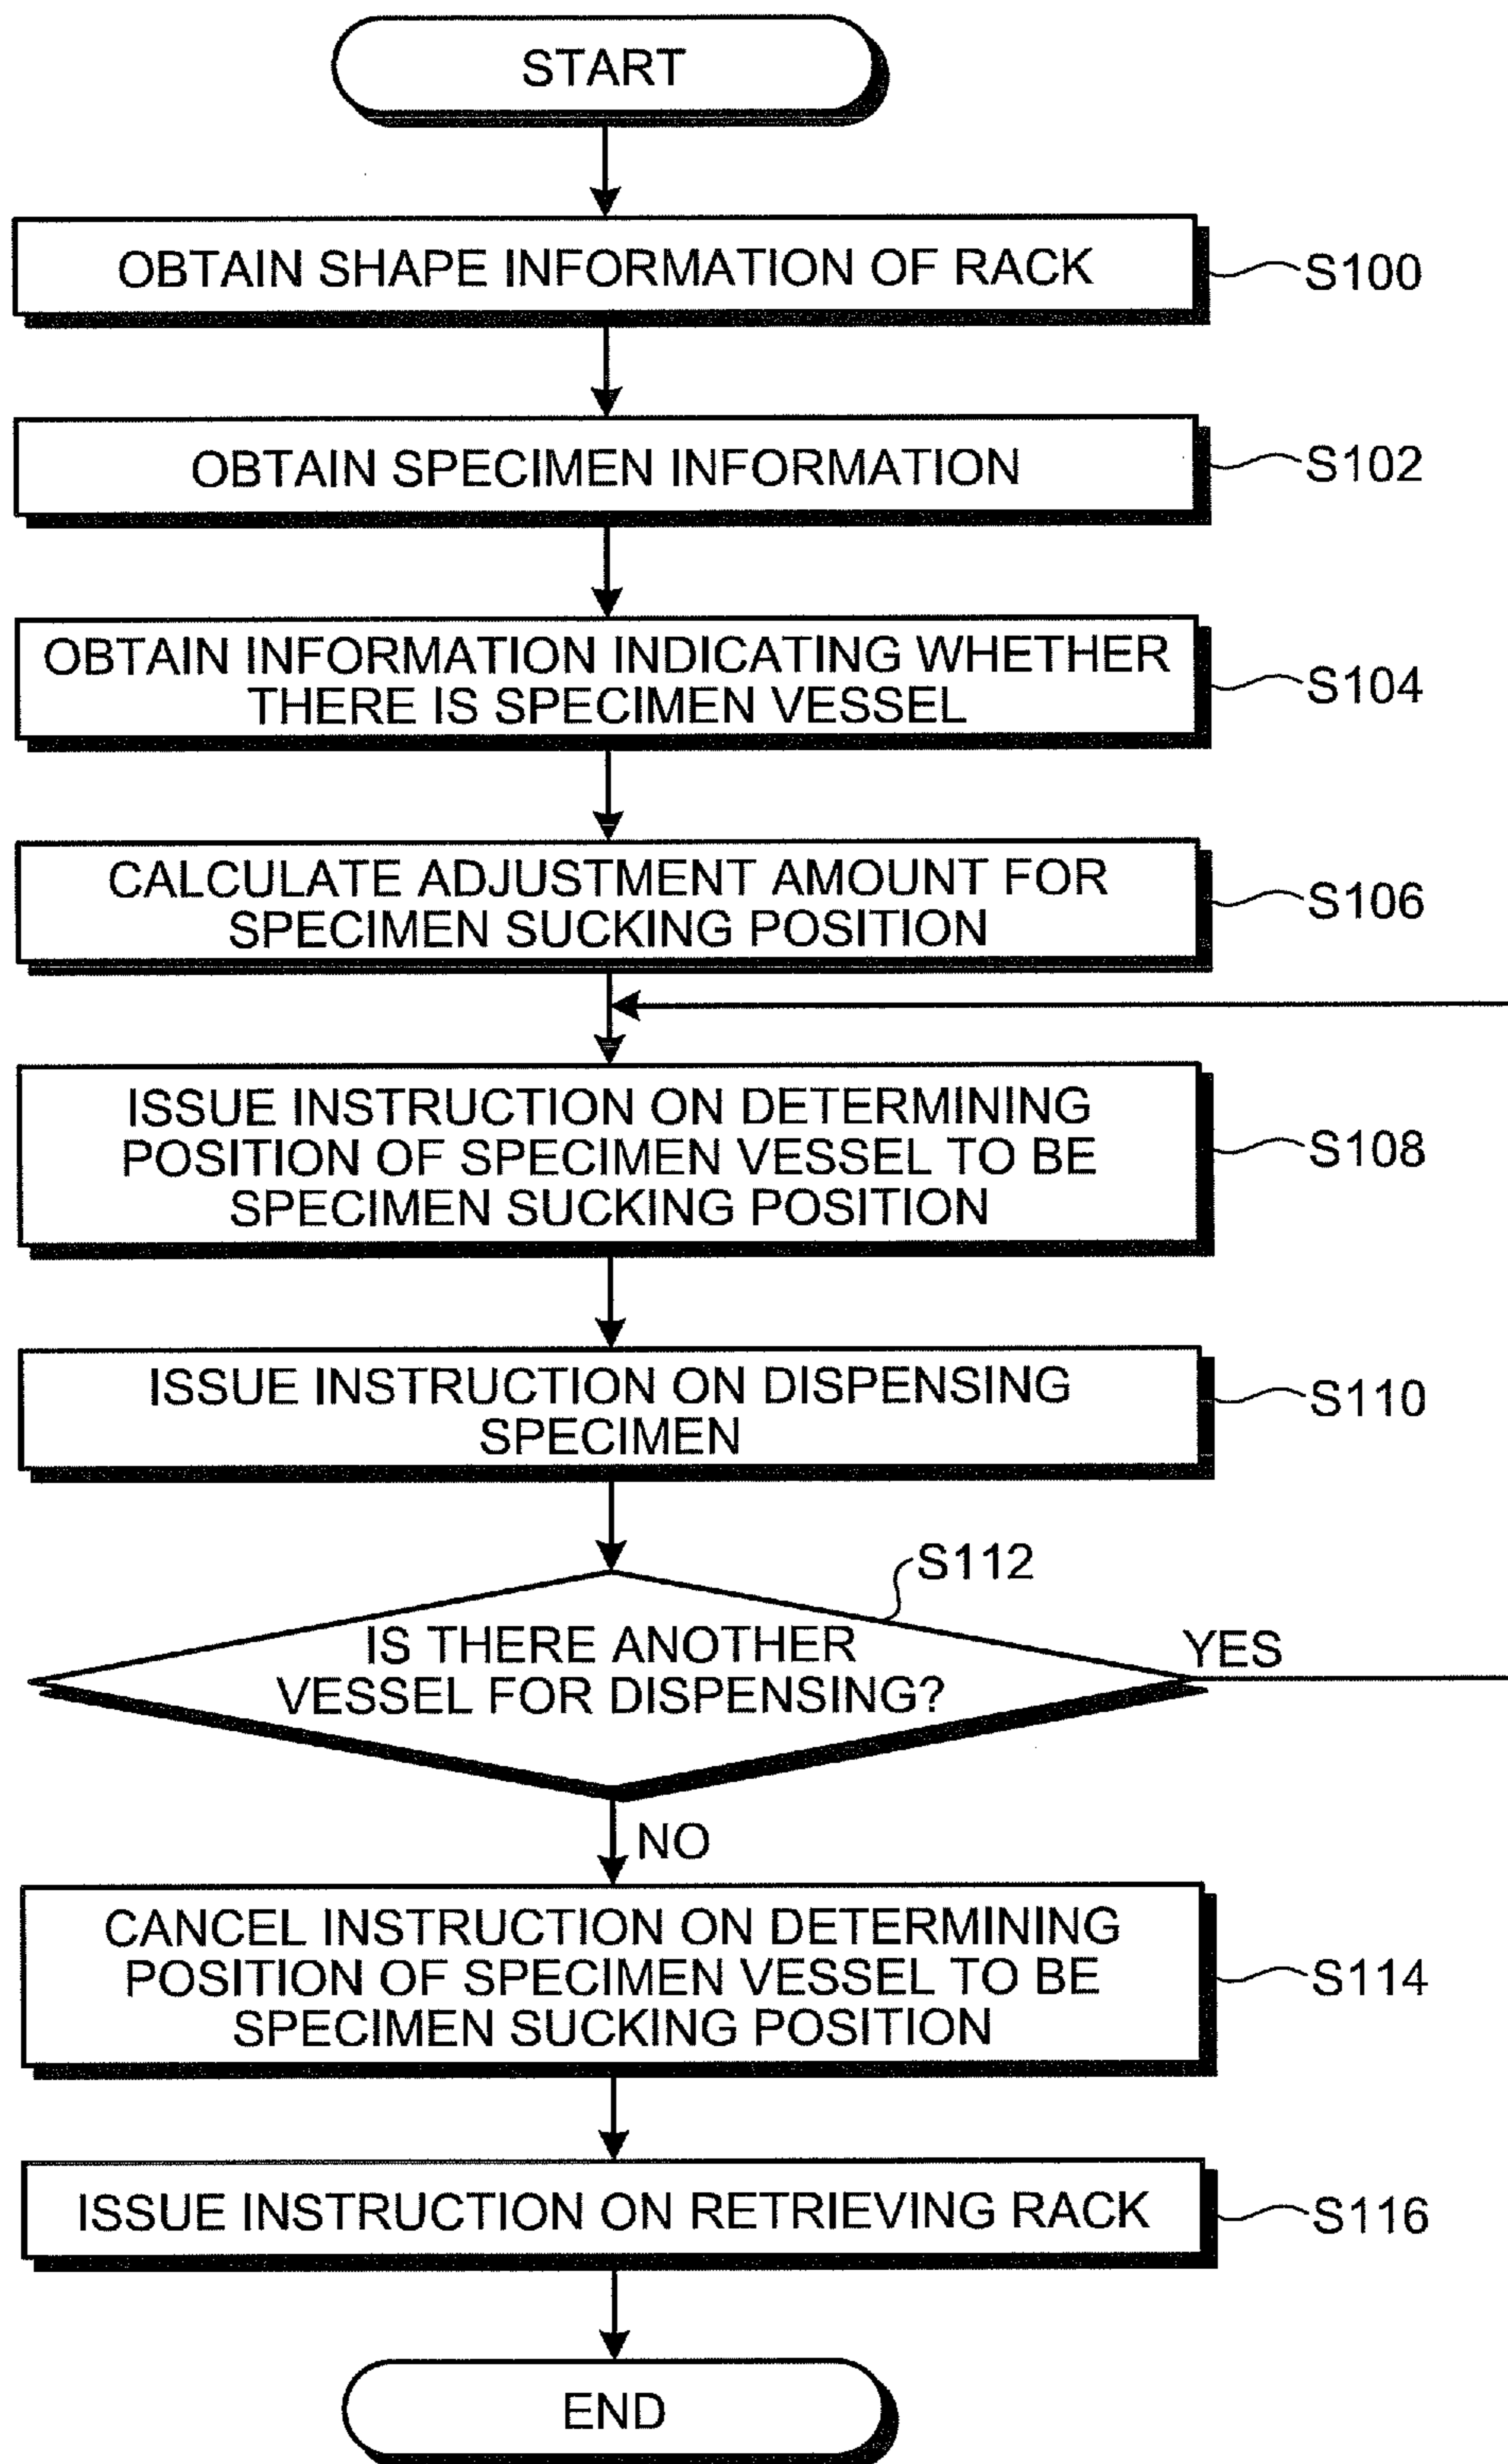 START
OBTAIN SHAPE INFORMATION OF RACK
S100
OBTAIN SPECIMEN INFORMATION
S102
OBTAIN INFORMATION INDICATING WHETHER
THERE IS SPECIMEN VESSEL
S104
CALCULATE ADJUSTMENT AMOUNT FOR
SPECIMEN SUCKING POSITION
S106
ISSUE INSTRUCTION ON DETERMINING
POSITION OF SPECIMEN VESSEL TO BE
SPECIMEN SUCKING POSITION
S108
ISSUE INSTRUCTION ON DISPENSING
SPECIMEN
S110
S112
IS THERE ANOTHER
VESSEL FOR DISPENSING?
YES
NO
CANCEL INSTRUCTION ON DETERMINING
POSITION OF SPECIMEN VESSEL TO BE
SPECIMEN SUCKING POSITION
S114
ISSUE INSTRUCTION ON RETRIEVING RACK
S116
END